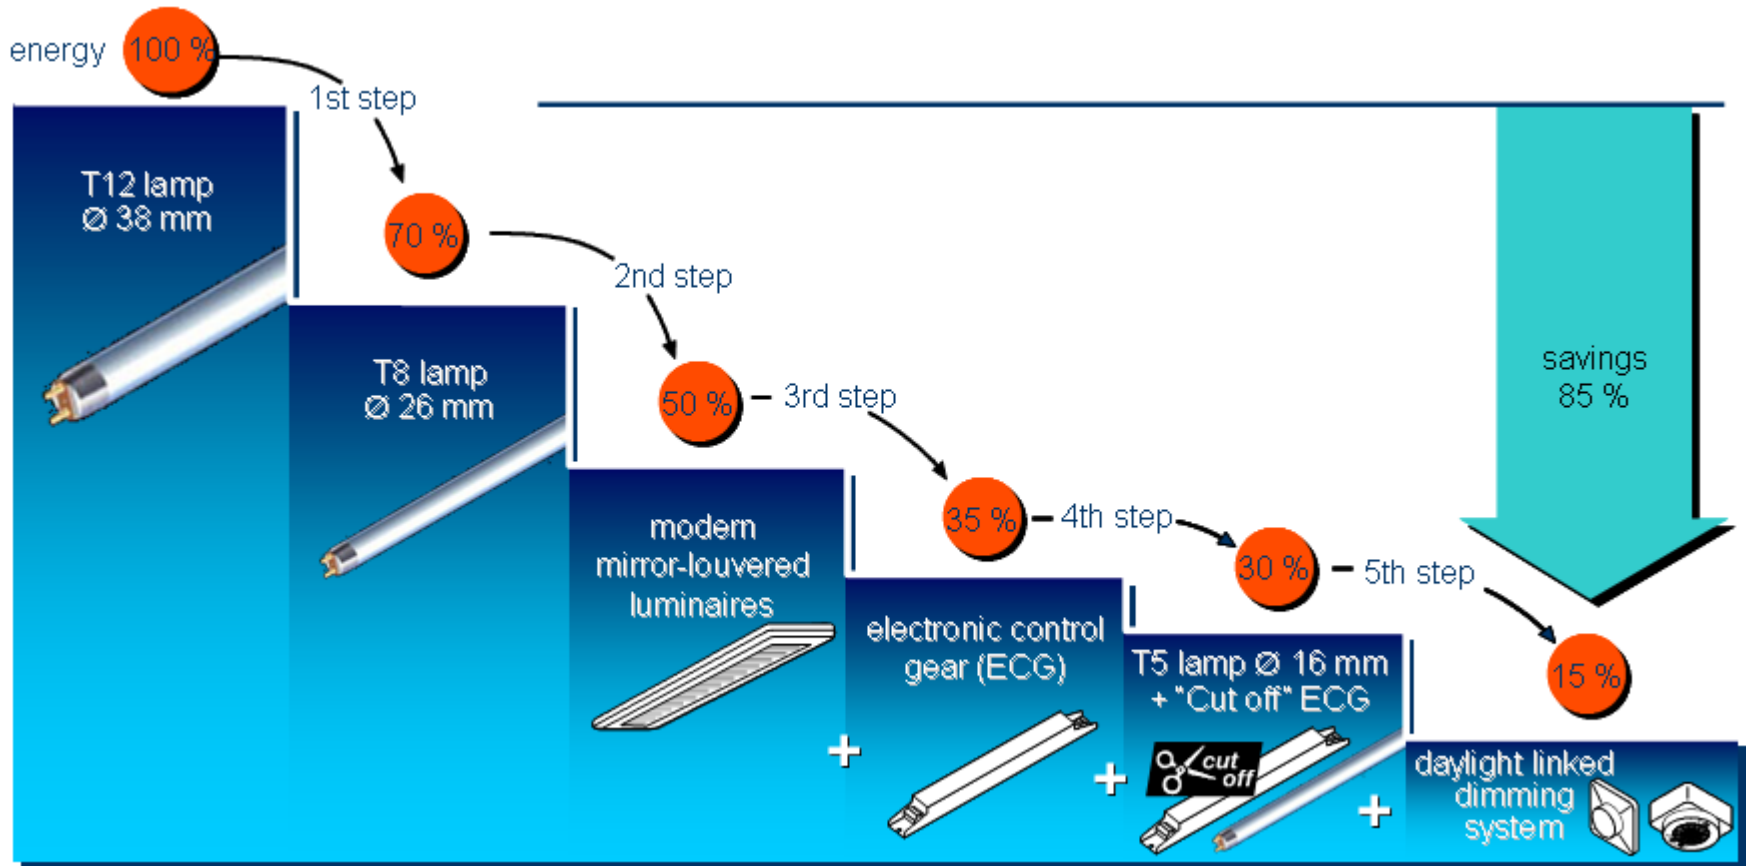 energy
100 %
1st step
T12 lamp
Ø 38 mm
70 %
2nd step
T8 lamp
Ø 26 mm
50 %
3rd step
modern
mirror-louvered
luminaires
35 %
4th step
electronic control
gear (ECG)
30 %
5th step
T5 lamp Ø 16 mm
+ "Cut off" ECG
cut
off
15 %
daylight linked
dimming
system
savings
85 %
+
+
+